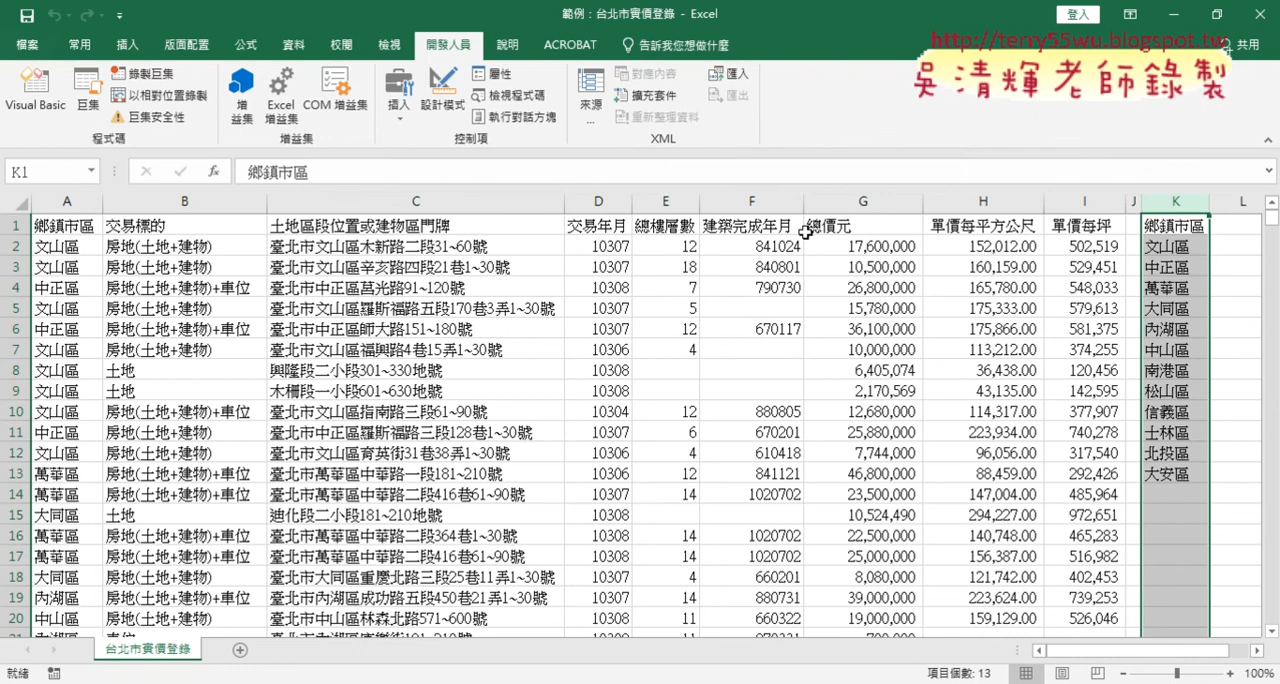 範例：台北市實價登錄 - Excel
登入
檔案 常用 插入 版面配置 公式 資料 校閱 檢視 開發人員 說明 ACROBAT 告訴我您想做什麼 共用
http://terry55wu.blogspot.tw
吳清輝老師錄製
Visual Basic 巨集 錄製巨集 以相對位置錄製 巨集安全性 程式碼
增益集 Excel 增益集 COM 增益集 增益集
插入 設計模式 屬性 檢視程式碼 執行對話方塊 控制項
來源... 對應內容 擴充套件 重新整理資料 匯入 匯出 XML
K1 fx 鄉鎮市區
A B C D E F G H I J K L
1 鄉鎮市區 交易標的 土地區段位置或建物區門牌 交易年月 總樓層數 建築完成年月 總價元 單價每平方公尺 單價每坪 鄉鎮市區
2 文山區 房地(土地+建物) 臺北市文山區木新路二段31~60號 10307 12 841024 17,600,000 152,012.00 502,519 文山區
3 文山區 房地(土地+建物) 臺北市文山區辛亥路四段21巷1~30號 10307 18 840801 10,500,000 160,159.00 529,451 中正區
4 中正區 房地(土地+建物)+車位 臺北市中正區莒光路91~120號 10308 7 790730 26,800,000 165,780.00 548,033 萬華區
5 文山區 房地(土地+建物) 臺北市文山區羅斯福路五段170巷3弄1~30號 10307 5 15,780,000 175,333.00 579,613 大同區
6 中正區 房地(土地+建物)+車位 臺北市中正區師大路151~180號 10307 12 670117 36,100,000 175,866.00 581,375 內湖區
7 文山區 房地(土地+建物) 臺北市文山區福興路4巷15弄1~30號 10306 4 10,000,000 113,212.00 374,255 中山區
8 文山區 土地 興隆段二小段301~330地號 10308 6,405,074 36,438.00 120,456 南港區
9 文山區 土地 木柵段一小段601~630地號 10308 2,170,569 43,135.00 142,595 松山區
10 文山區 房地(土地+建物)+車位 臺北市文山區指南路三段61~90號 10304 12 880805 12,680,000 114,317.00 377,907 信義區
11 中正區 房地(土地+建物) 臺北市中正區羅斯福路三段128巷1~30號 10307 6 670201 25,880,000 223,934.00 740,278 士林區
12 文山區 房地(土地+建物) 臺北市文山區育英街31巷38弄1~30號 10306 4 610418 7,744,000 96,056.00 317,540 北投區
13 萬華區 房地(土地+建物)+車位 臺北市萬華區中華路一段181~210號 10306 12 841121 46,800,000 88,459.00 292,426 大安區
14 萬華區 房地(土地+建物)+車位 臺北市萬華區中華路二段416巷61~90號 10307 14 1020702 23,500,000 147,004.00 485,964
15 大同區 土地 迪化段二小段181~210地號 10308 10,524,490 294,227.00 972,651
16 萬華區 房地(土地+建物)+車位 臺北市萬華區中華路二段364巷1~30號 10308 14 1020702 22,500,000 140,748.00 465,283
17 萬華區 房地(土地+建物)+車位 臺北市萬華區中華路二段416巷61~90號 10308 14 1020702 25,000,000 156,387.00 516,982
18 大同區 房地(土地+建物) 臺北市大同區重慶北路三段25巷11弄1~30號 10307 4 660201 8,080,000 121,742.00 402,453
19 內湖區 房地(土地+建物)+車位 臺北市內湖區成功路五段450巷21弄1~30號 10307 14 880731 39,000,000 223,624.00 739,253
20 中山區 房地(土地+建物) 臺北市中山區林森北路571~600號 10308 11 660322 19,000,000 159,129.00 526,046
台北市實價登錄
就緒 項目個數: 13 100%